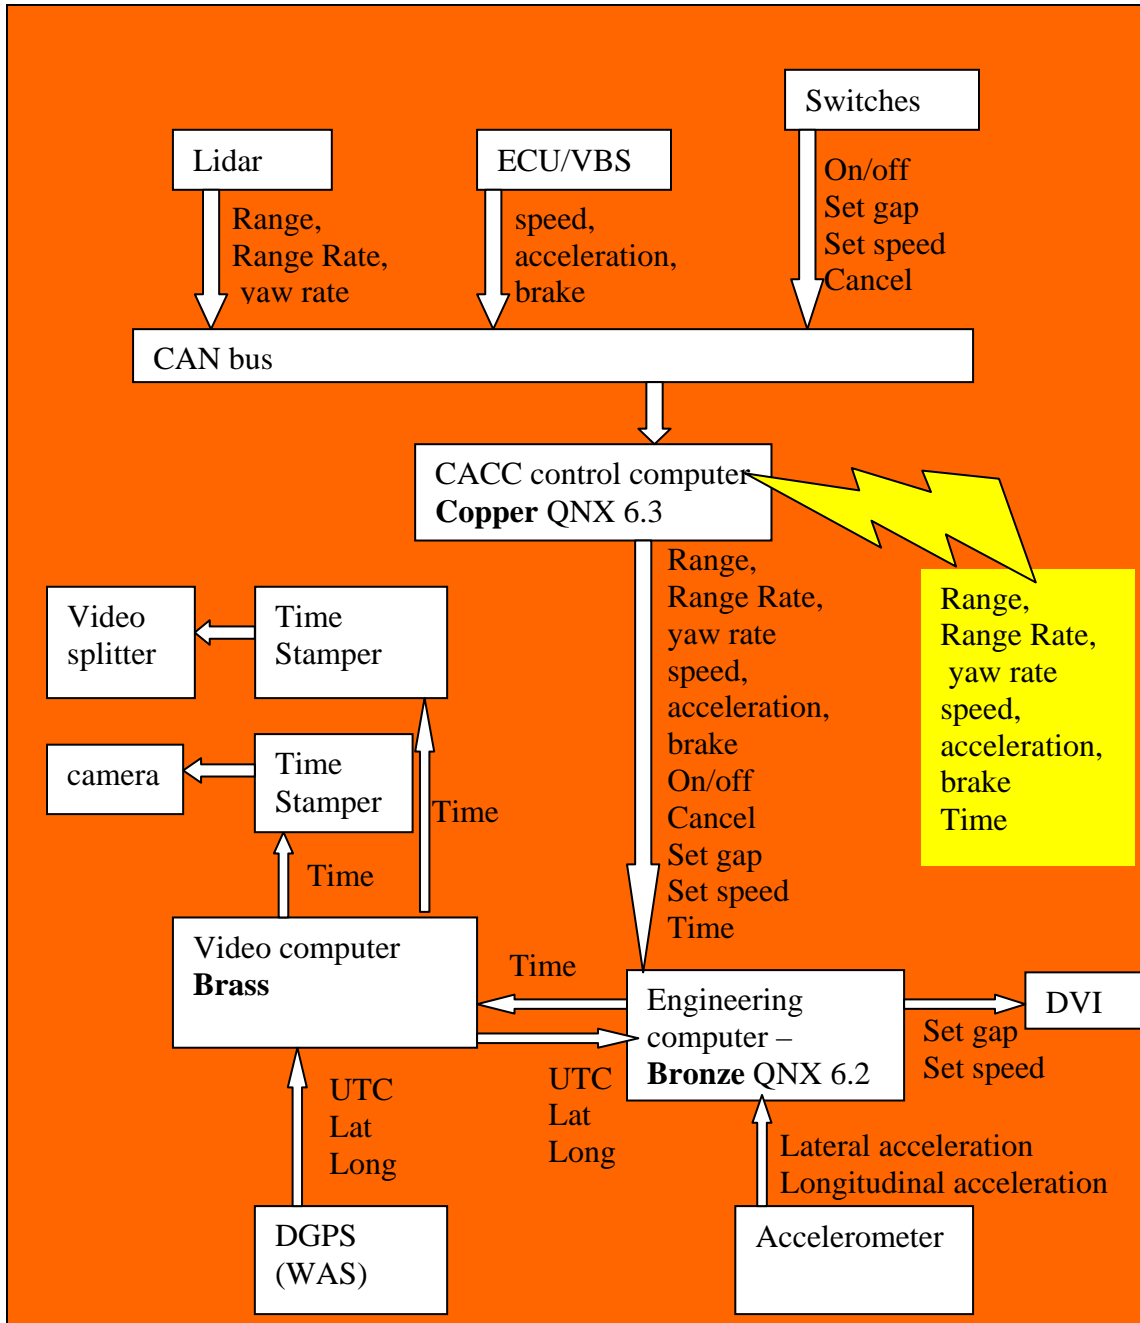 Switches
Lidar
ECU/VBS
On/off
Set gap
Set speed
Cancel
Range,
Range Rate,
yaw rate
speed,
acceleration,
brake
CAN bus
CACC control computer
Copper QNX 6.3
Range,
Range Rate,
yaw rate
speed,
acceleration,
brake
On/off
Cancel
Set gap
Set speed
Time
Range,
Range Rate,
yaw rate
speed,
acceleration,
brake
Time
Video
splitter
Time
Stamper
camera
Time
Stamper
Time
Time
Video computer
Brass
Time
Engineering
computer –
Bronze QNX 6.2
DVI
Set gap
Set speed
UTC
Lat
Long
UTC
Lat
Long
Lateral acceleration
Longitudinal acceleration
DGPS
(WAS)
Accelerometer